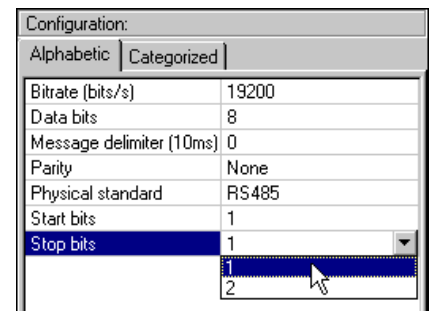 Configuration:
Alphabetic Categorized
Bitrate (bits/s) 19200
Data bits 8
Message delimiter (10ms) 0
Parity None
Physical standard RS485
Start bits 1
Stop bits 1
1
2